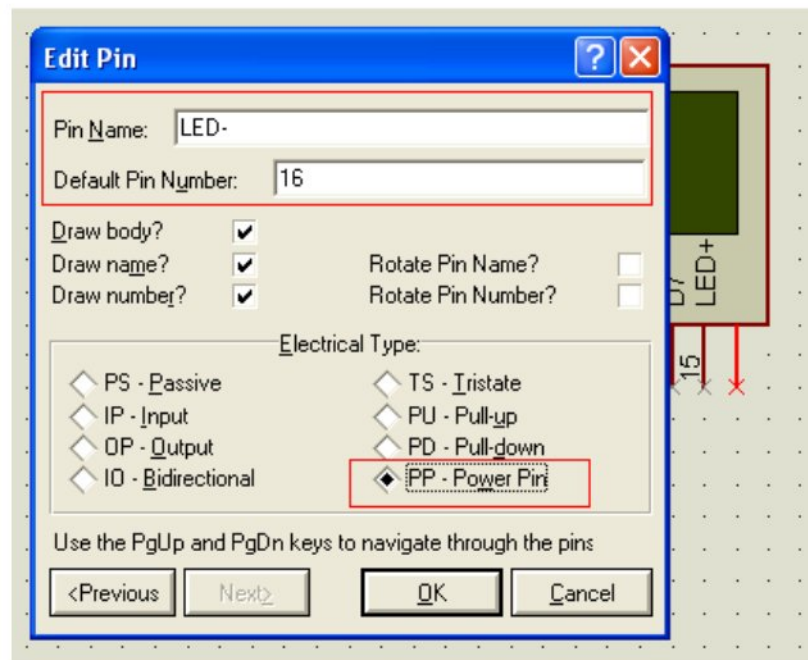 Edit Pin
Pin Name: LED-
Default Pin Number: 16
Draw body?
Draw name? Rotate Pin Name?
Draw number? Rotate Pin Number?
Electrical Type:
PS - Passive TS - Tristate
IP - Input PU - Pull-up
OP - Output PD - Pull-down
IO - Bidirectional PP - Power Pin
Use the PgUp and PgDn keys to navigate through the pins
<Previous Next> OK Cancel
D7
LED+
15